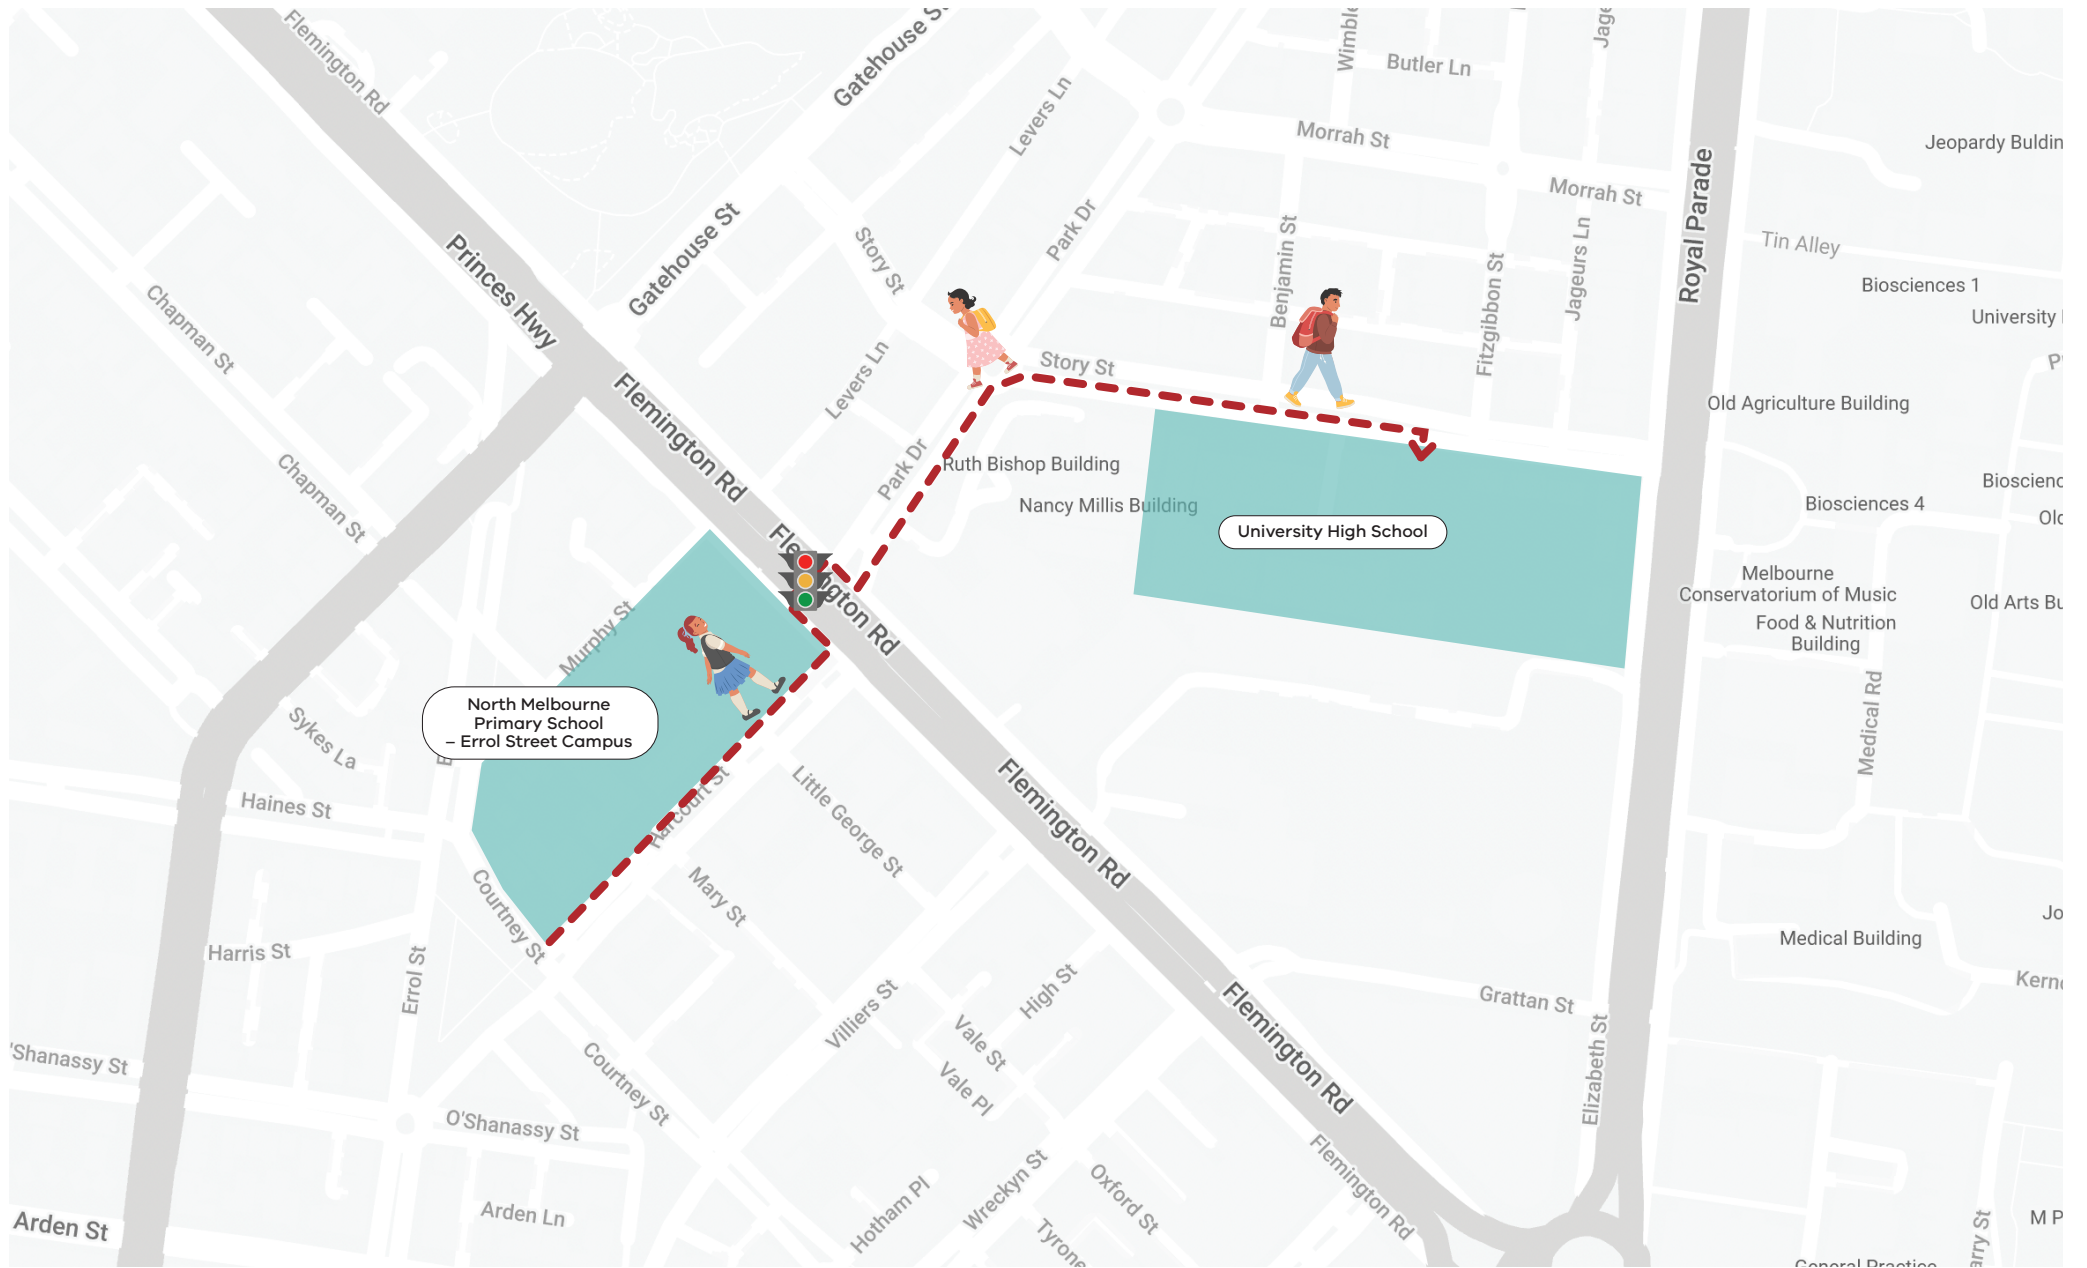 Flemington Rd
Gatehouse St
Levers Ln
Butler Ln
Morrah St
Jeopardy Buldin
Morrah St
Royal Parade
Park Dr
Tin Alley
Princes Hwy
Gatehouse St
Story St
Benjamin St
Fitzgibbon St
Jageurs Ln
Biosciences 1
University
Chapman St
Levers Ln
Story St
Flemington Rd
Old Agriculture Building
Park Dr
Ruth Bishop Building
Nancy Millis Building
University High School
Biosciences 4
Chapman St
Flemington Rd
Melbourne
Conservatorium of Music
Old Arts Bu
Food & Nutrition
Building
Murphy St
North Melbourne
Primary School
– Errol Street Campus
Medical Rd
Sykes La
Haines St
Harcourt St
Little George St
Flemington Rd
Courtney St
Mary St
Medical Building
Harris St
Errol St
Villiers St
High St
Grattan St
Flemington Rd
Elizabeth St
Vale St
Vale Pl
'Shanassy St
Courtney St
O'Shanassy St
Flemington Rd
Arden St
Arden Ln
Hotham Pl
Wreckyn St
Oxford St
Tyrone
M P
General Practice